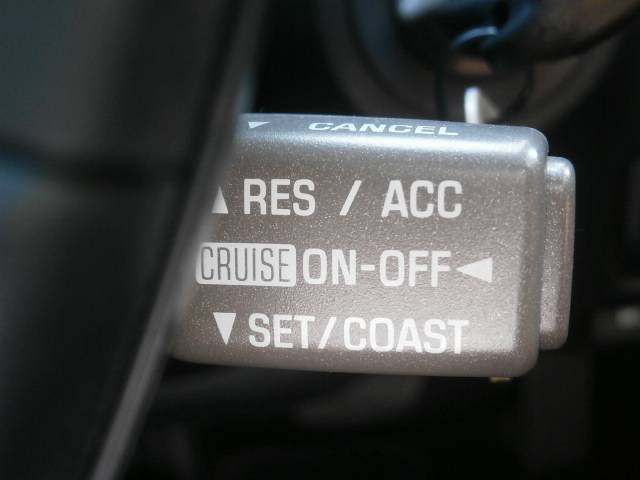 ▼ CANCEL
▲ RES / ACC
CRUISE ON-OFF ◀
▼ SET/COAST